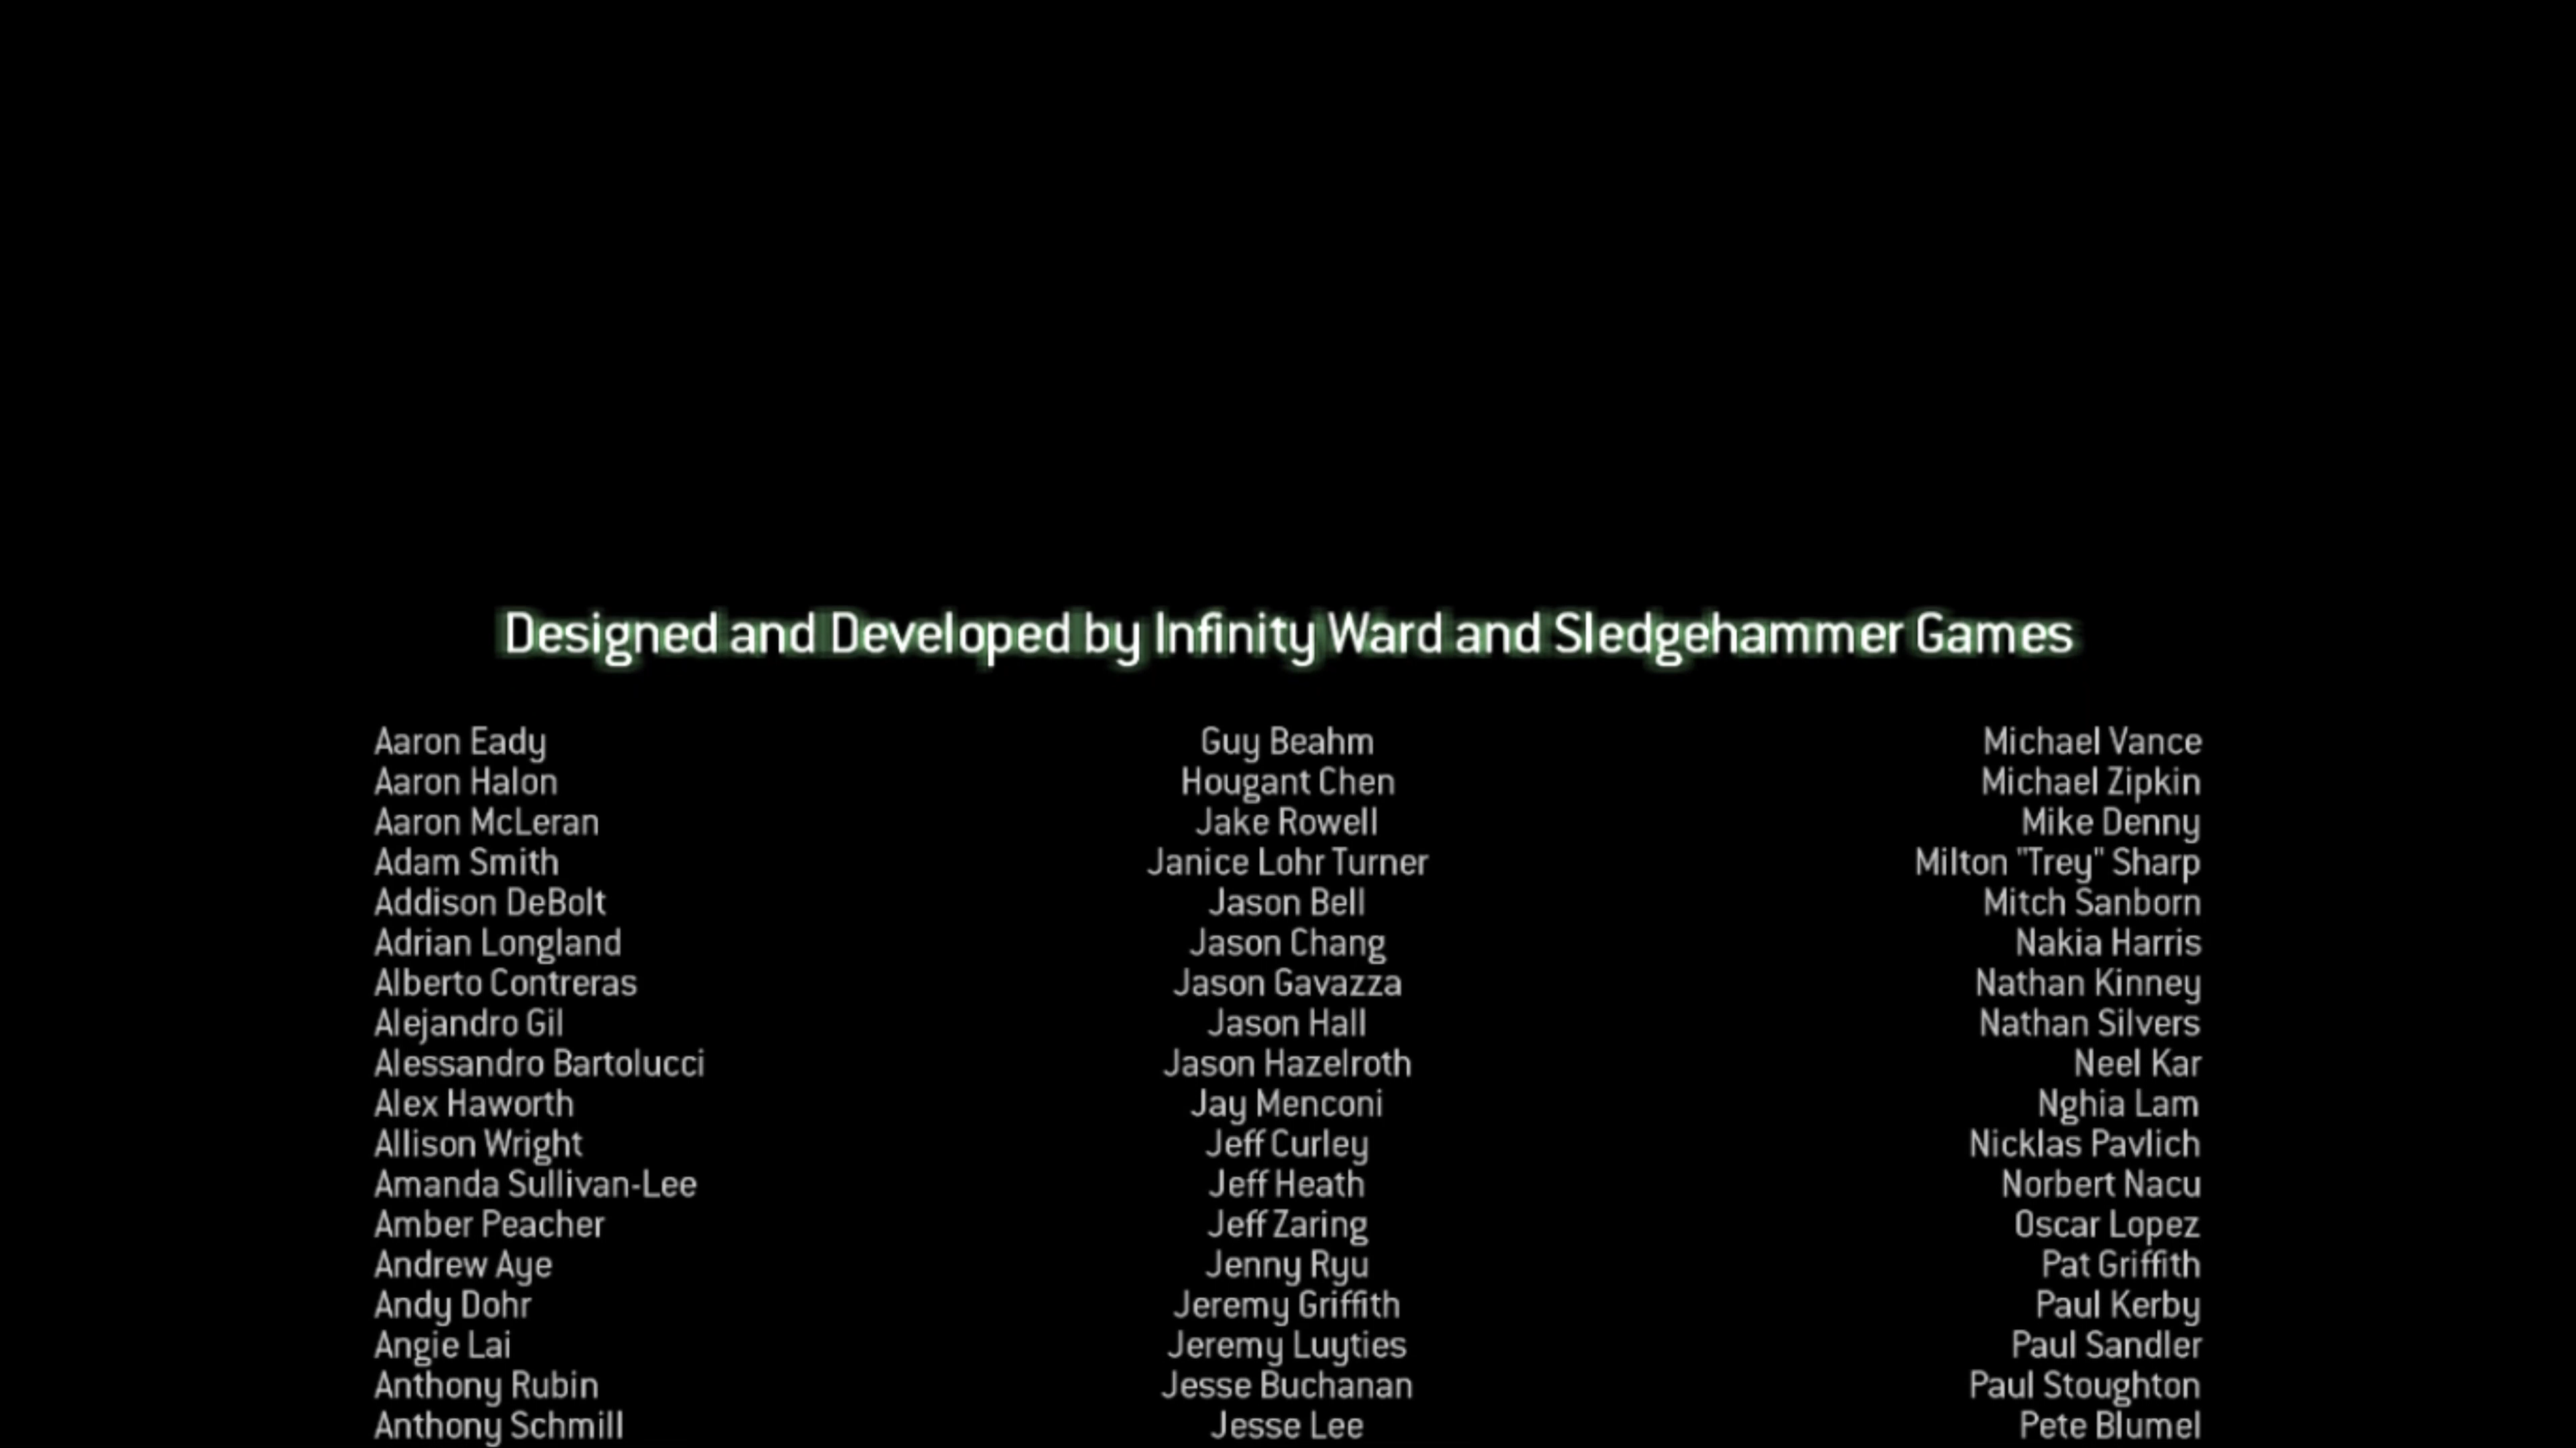 Designed and Developed by Infinity Ward and Sledgehammer Games
Aaron Eady
Aaron Halon
Aaron McLeran
Adam Smith
Addison DeBolt
Adrian Longland
Alberto Contreras
Alejandro Gil
Alessandro Bartolucci
Alex Haworth
Allison Wright
Amanda Sullivan-Lee
Amber Peacher
Andrew Aye
Andy Dohr
Angie Lai
Anthony Rubin
Anthony Schmill
Guy Beahm
Hougant Chen
Jake Rowell
Janice Lohr Turner
Jason Bell
Jason Chang
Jason Gavazza
Jason Hall
Jason Hazelroth
Jay Menconi
Jeff Curley
Jeff Heath
Jeff Zaring
Jenny Ryu
Jeremy Griffith
Jeremy Luyties
Jesse Buchanan
Jesse Lee
Michael Vance
Michael Zipkin
Mike Denny
Milton "Trey" Sharp
Mitch Sanborn
Nakia Harris
Nathan Kinney
Nathan Silvers
Neel Kar
Nghia Lam
Nicklas Pavlich
Norbert Nacu
Oscar Lopez
Pat Griffith
Paul Kerby
Paul Sandler
Paul Stoughton
Pete Blumel